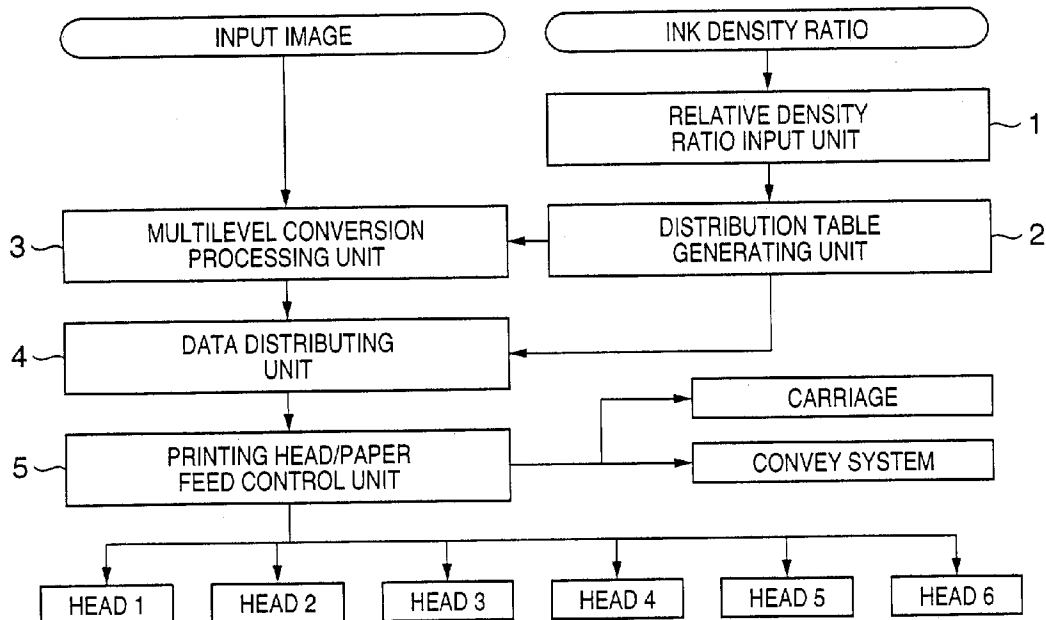 INPUT IMAGE
INK DENSITY RATIO
RELATIVE DENSITY
RATIO INPUT UNIT
1
3
MULTILEVEL CONVERSION
PROCESSING UNIT
DISTRIBUTION TABLE
GENERATING UNIT
2
4
DATA DISTRIBUTING
UNIT
CARRIAGE
5
PRINTING HEAD/PAPER
FEED CONTROL UNIT
CONVEY SYSTEM
HEAD 1
HEAD 2
HEAD 3
HEAD 4
HEAD 5
HEAD 6